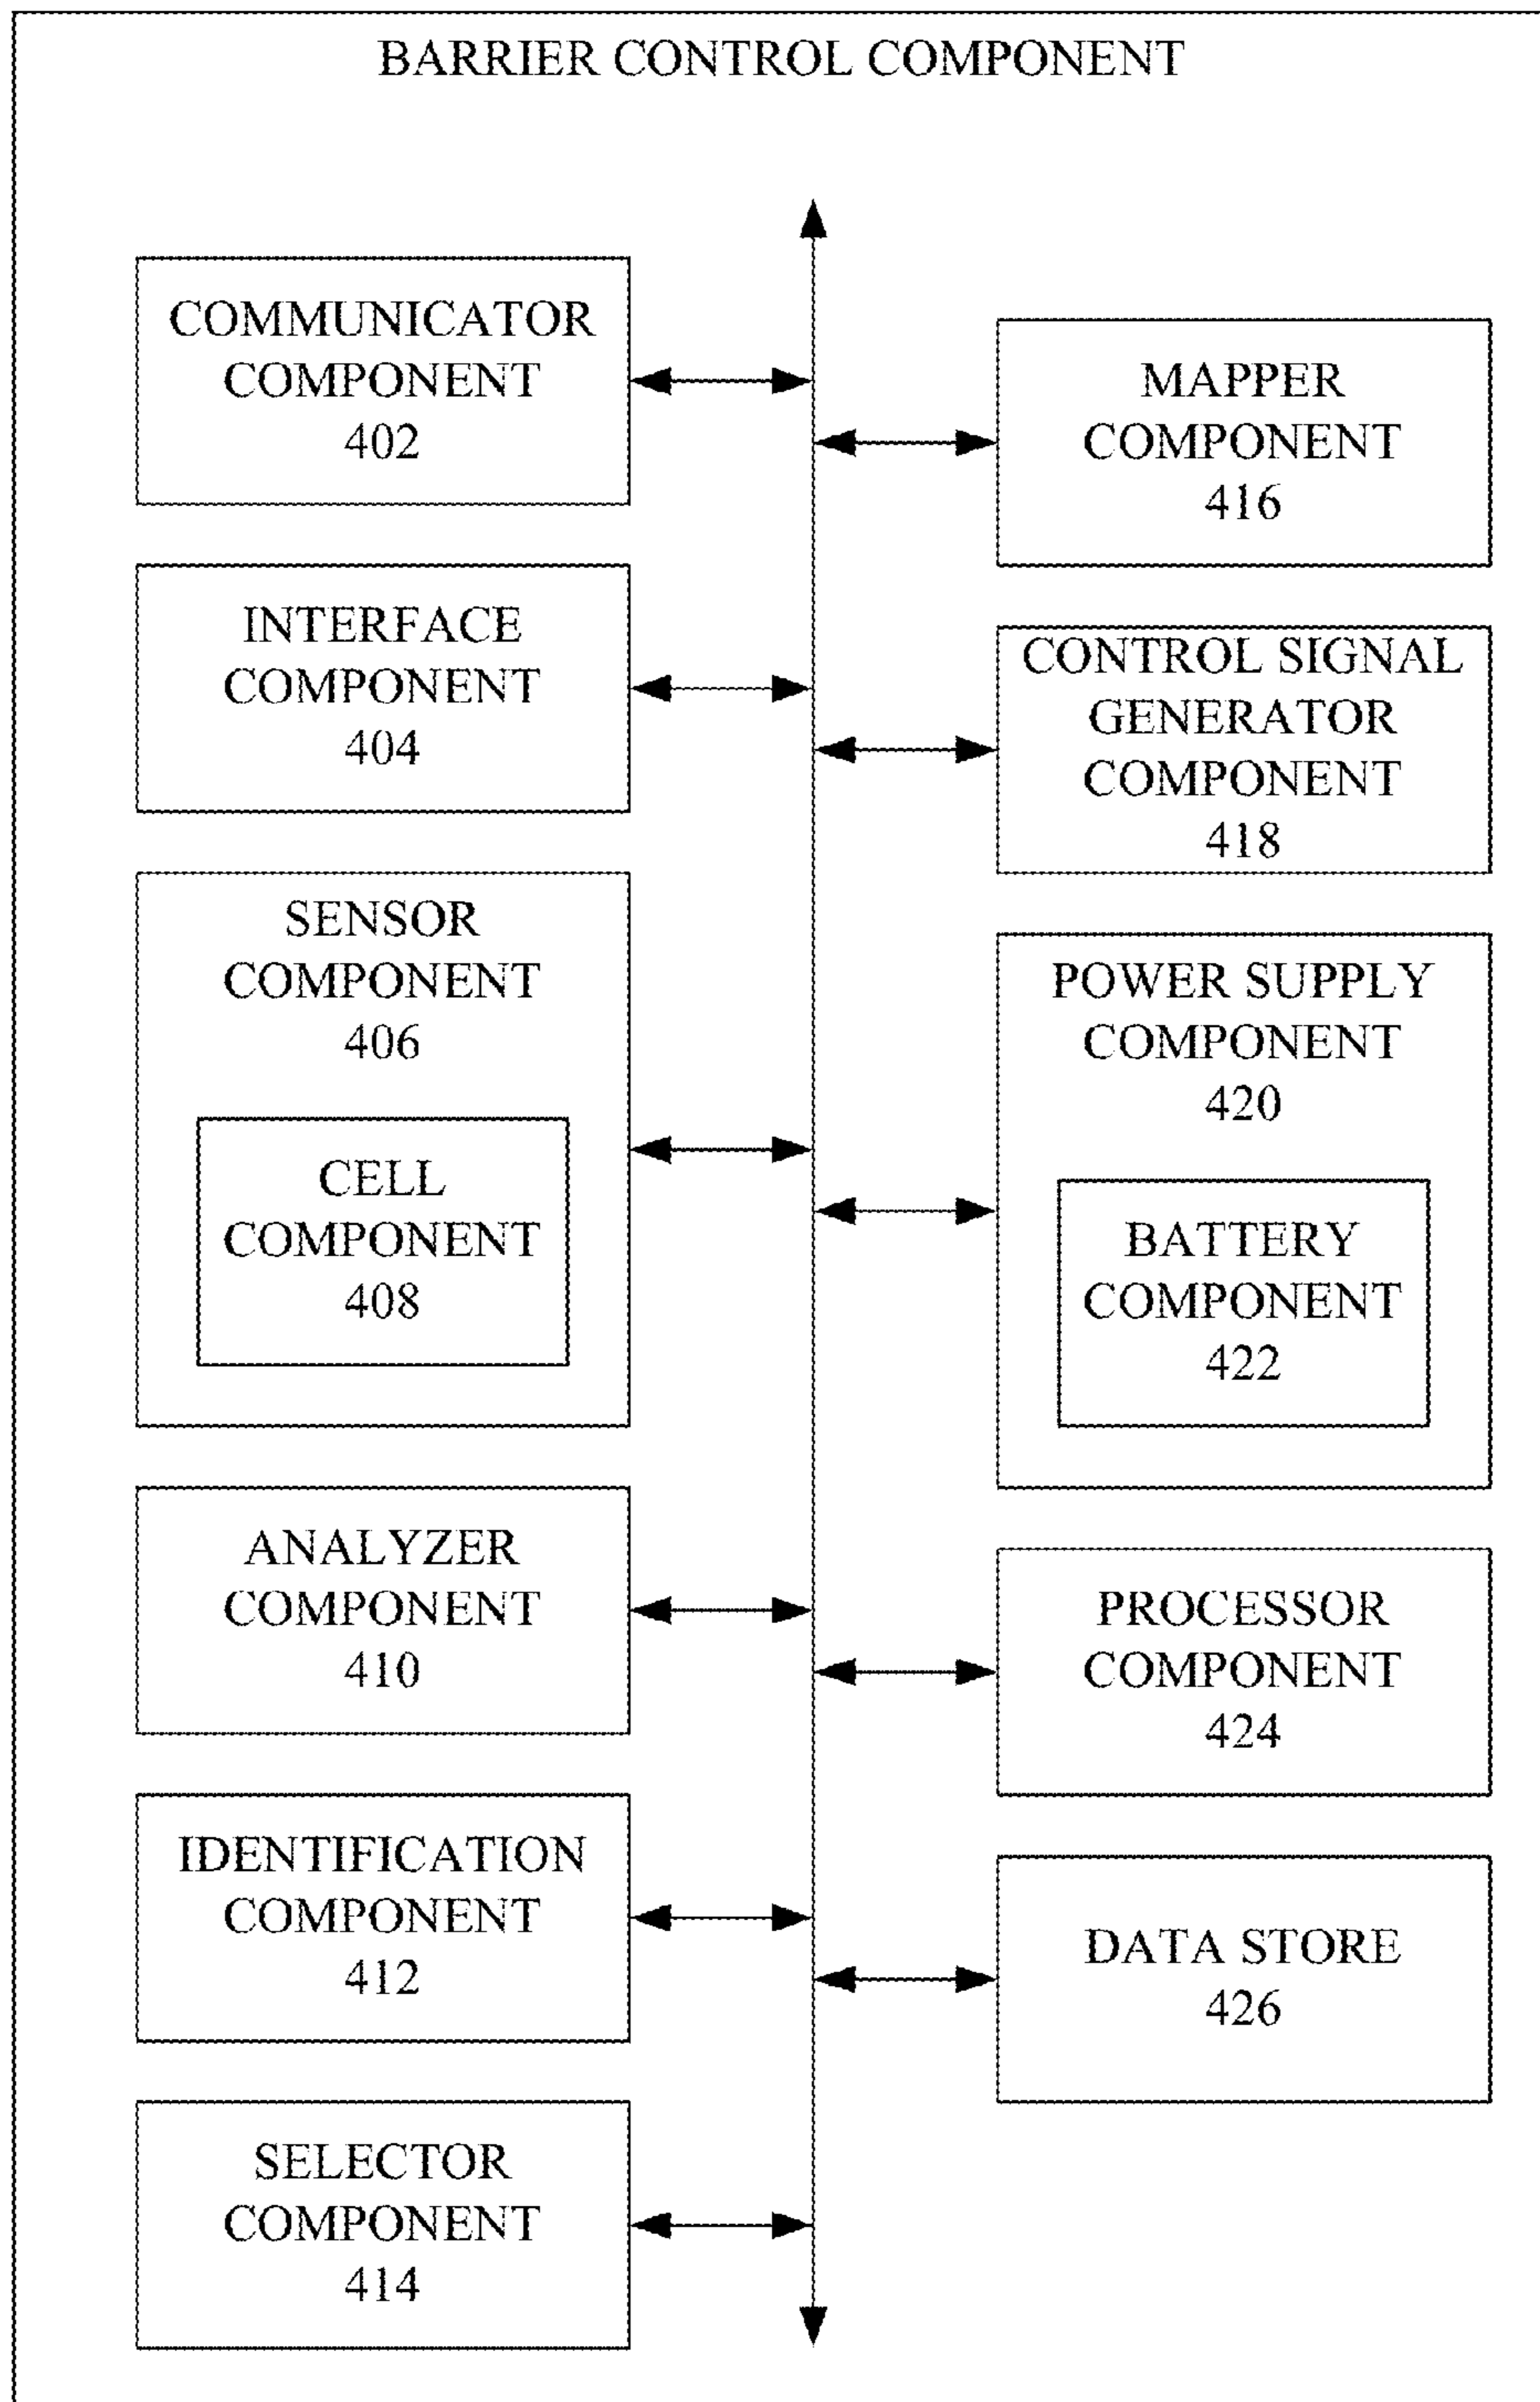 BARRIER CONTROL COMPONENT
COMMUNICATOR
COMPONENT
402
INTERFACE
COMPONENT
404
SENSOR
COMPONENT
406
CELL
COMPONENT
408
ANALYZER
COMPONENT
410
IDENTIFICATION
COMPONENT
412
SELECTOR
COMPONENT
414
MAPPER
COMPONENT
416
CONTROL SIGNAL
GENERATOR
COMPONENT
418
POWER SUPPLY
COMPONENT
420
BATTERY
COMPONENT
422
PROCESSOR
COMPONENT
424
DATA STORE
426